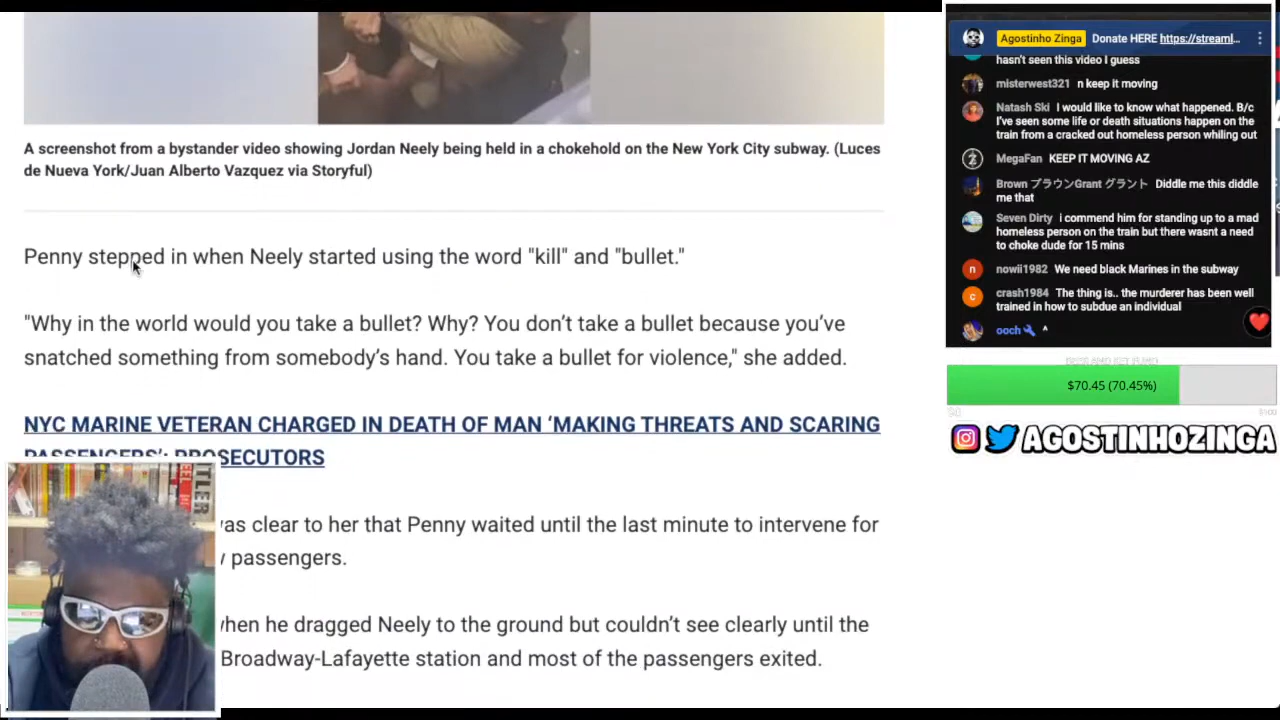 A screenshot from a bystander video showing Jordan Neely being held in a chokehold on the New York City subway. (Luces
de Nueva York/Juan Alberto Vazquez via Storyful)
Penny stepped in when Neely started using the word "kill" and "bullet."
"Why in the world would you take a bullet? Why? You don’t take a bullet because you’ve
snatched something from somebody’s hand. You take a bullet for violence," she added.
NYC MARINE VETERAN CHARGED IN DEATH OF MAN ‘MAKING THREATS AND SCARING
PASSENGERS’: PROSECUTORS
was clear to her that Penny waited until the last minute to intervene for
passengers.
when he dragged Neely to the ground but couldn’t see clearly until the
Broadway-Lafayette station and most of the passengers exited.
Agostinho Zinga Donate HERE https://streaml...
hasn't seen this video I guess
misterwest321 n keep it moving
Natash Ski I would like to know what happened. B/c
I've seen some life or death situations happen on the
train from a cracked out homeless person whiling out
MegaFan KEEP IT MOVING AZ
Brown ブラウンGrant グラント Diddle me this diddle
me that
Seven Dirty i commend him for standing up to a mad
homeless person on the train but there wasnt a need
to choke dude for 15 mins
nowii1982 We need black Marines in the subway
crash1984 The thing is.. the murderer has been well
trained in how to subdue an individual
ooch ^
$70.45 (70.45%)
$0 $100
AGOSTINHOZINGA